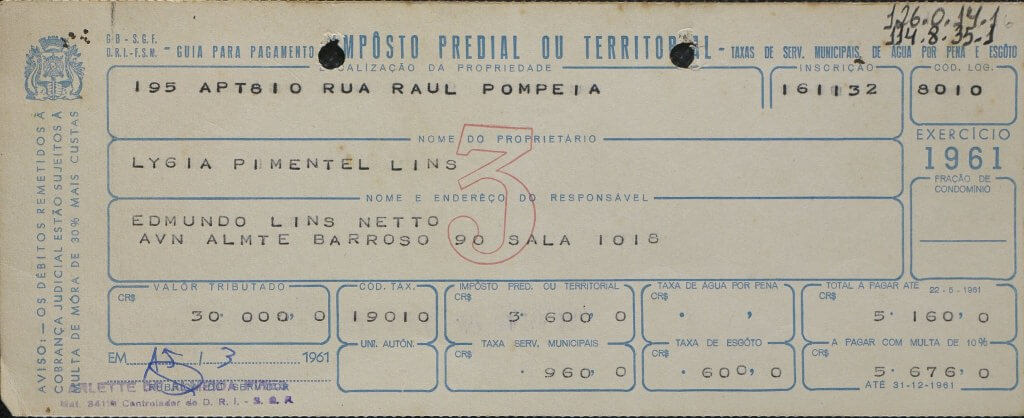 126.0.14.1
114.8.35.1
GB - S.G.F.
D.R.I.-F.S.M. - GUIA PARA PAGAMENTO IMPÔSTO PREDIAL OU TERRITORIAL - TAXAS DE SERV. MUNICIPAIS, DE AGUA POR PENA E ESGÔTO
LOCALIZAÇÃO DA PROPRIEDADE
195 APT810 RUA RAUL POMPEIA
INSCRIÇÃO
161132
CÓD. LOG.
8010
NOME DO PROPRIETÁRIO
LYGIA PIMENTEL LINS
EXERCÍCIO
1961
FRAÇÃO DE
CONDOMÍNIO
3
NOME E ENDERÊÇO DO RESPONSÁVEL
EDMUNDO LINS NETTO
AVN ALMTE BARROSO 90 SALA 1018
VALOR TRIBUTADO
CR$
30 000, 0
CÓD. TAX.
19010
IMPÔSTO PRED. OU TERRITORIAL
CR$
3 600, 0
TAXA DE AGUA POR PENA
CR$
TOTAL A PAGAR ATÉ 22-5-1961
CR$
5 160, 0
EM 15 / 3 1961
UNI. AUTÔN.
TAXA SERV. MUNICIPAIS
CR$
960, 0
TAXA DE ESGÔTO
CR$
600, 0
A PAGAR COM MULTA DE 10%
CR$
5 676, 0
ATÉ 31-12-1961
Controlador do D. R. I.
AVISO:— OS DÉBITOS REMETIDOS À
COBRANÇA JUDICIAL ESTÃO SUJEITOS À
MULTA DE MÓRA DE 30% MAIS CUSTAS